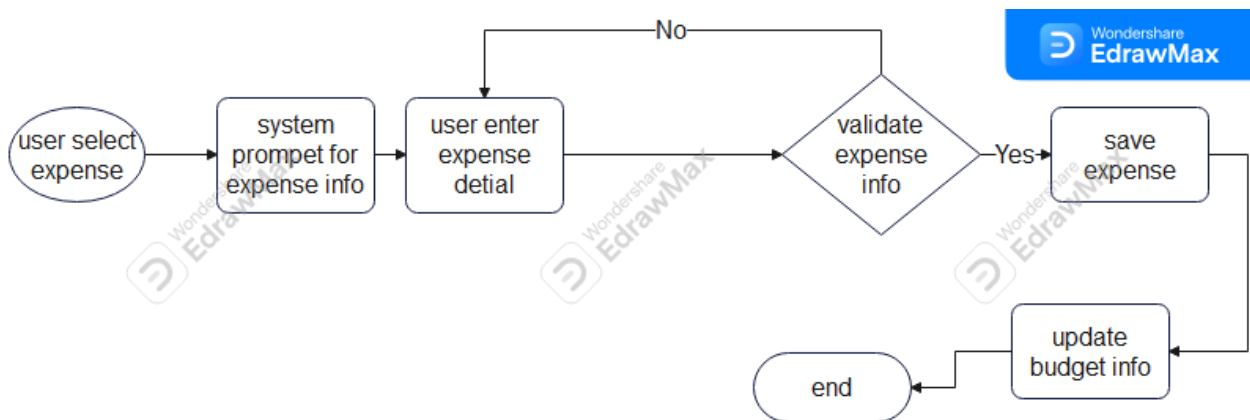 No
Wondershare
EdrawMax
user select
expense
system
prompet for
expense info
user enter
expense
detial
validate
expense
info
Yes
save
expense
Wondershare
EdrawMax
Wondershare
EdrawMax
Wondershare
EdrawMax
update
budget info
end